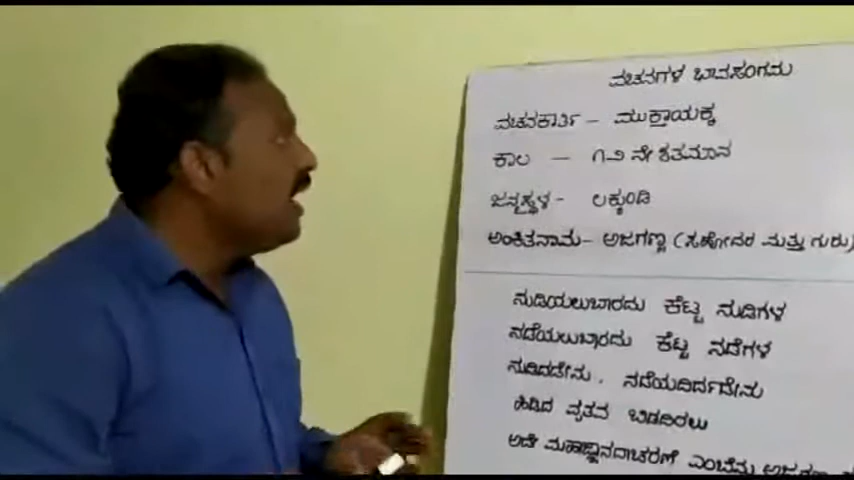 ವಚನಗಳ ಭಾವಸಂಗಮ
ವಚನಕಾರ್ತಿ – ಮುಕ್ತಾಯಕ್ಕ
ಕಾಲ – ೧೨ ನೇ ಶತಮಾನ
ಜನ್ಮಸ್ಥಳ - ಲಕ್ಕುಂಡಿ
ಅಂಕಿತನಾಮ - ಅಜಗಣ್ಣ (ಸಹೋದರ ಮತ್ತು ಗುರು)
ನುಡಿಯಲುಬಾರದು ಕೆಟ್ಟ ನುಡಿಗಳ
ನಡೆಯಲುಬಾರದು ಕೆಟ್ಟ ನಡೆಗಳ
ನುಡಿದಡೇನು, ನಡೆಯದಿರ್ದಡೇನು
ಹಿಡಿದ ವ್ರತವ ಬಿಡದಿರಲು
ಅದೇ ಮಹಾಜ್ಞಾನದಾಚರಣೆ ಎಂಬೆನು